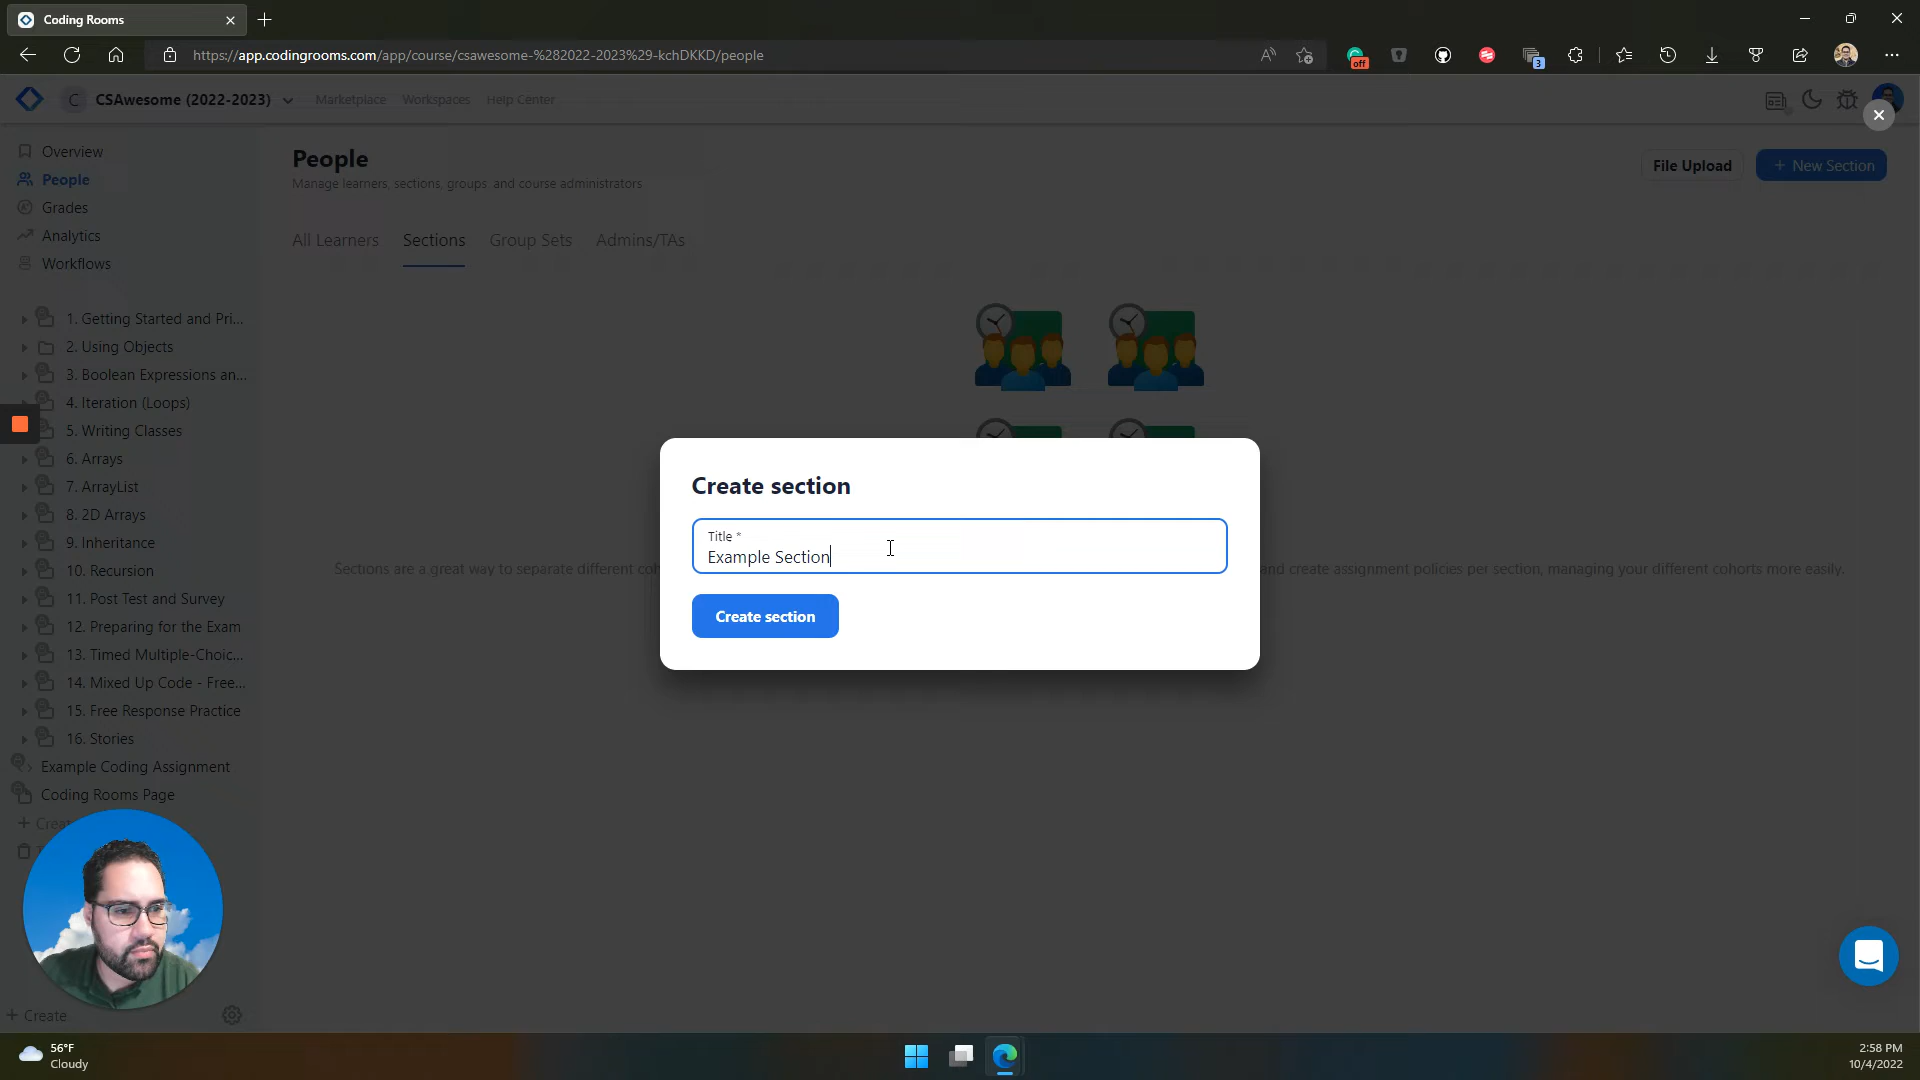 Coding Rooms
https://app.codingrooms.com/app/course/csawesome-%282022-2023%29-kchDKKD/people
off
3
C CSAwesome (2022-2023) Marketplace Workspaces Help Center
Overview
People
Grades
Analytics
Workflows
1. Getting Started and Pri...
2. Using Objects
3. Boolean Expressions an...
4. Iteration (Loops)
5. Writing Classes
6. Arrays
7. ArrayList
8. 2D Arrays
9. Inheritance
10. Recursion
11. Post Test and Survey
12. Preparing for the Exam
13. Timed Multiple-Choic...
14. Mixed Up Code - Free...
15. Free Response Practice
16. Stories
Example Coding Assignment
Coding Rooms Page
+ Crea
+ Create
People
Manage learners, sections, groups and course administrators
File Upload
+ New Section
All Learners Sections Group Sets Admins/TAs
Sections are a great way to separate different
and create assignment policies per section, managing your different cohorts more easily.
Create section
Title *
Example Section
Create section
56°F
Cloudy
2:58 PM
10/4/2022